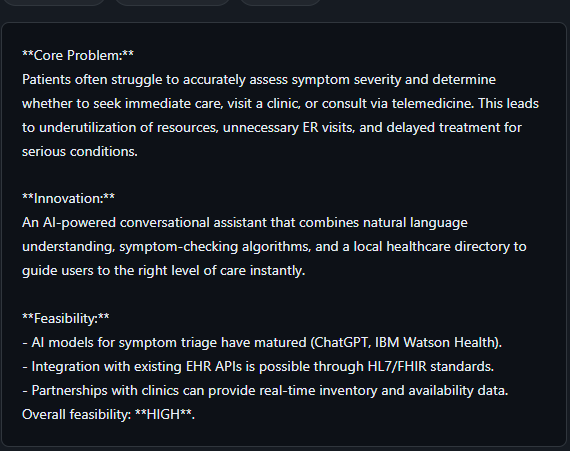 **Core Problem:**
Patients often struggle to accurately assess symptom severity and determine
whether to seek immediate care, visit a clinic, or consult via telemedicine. This leads
to underutilization of resources, unnecessary ER visits, and delayed treatment for
serious conditions.
**Innovation:**
An AI-powered conversational assistant that combines natural language
understanding, symptom-checking algorithms, and a local healthcare directory to
guide users to the right level of care instantly.
**Feasibility:**
- AI models for symptom triage have matured (ChatGPT, IBM Watson Health).
- Integration with existing EHR APIs is possible through HL7/FHIR standards.
- Partnerships with clinics can provide real-time inventory and availability data.
Overall feasibility: **HIGH**.